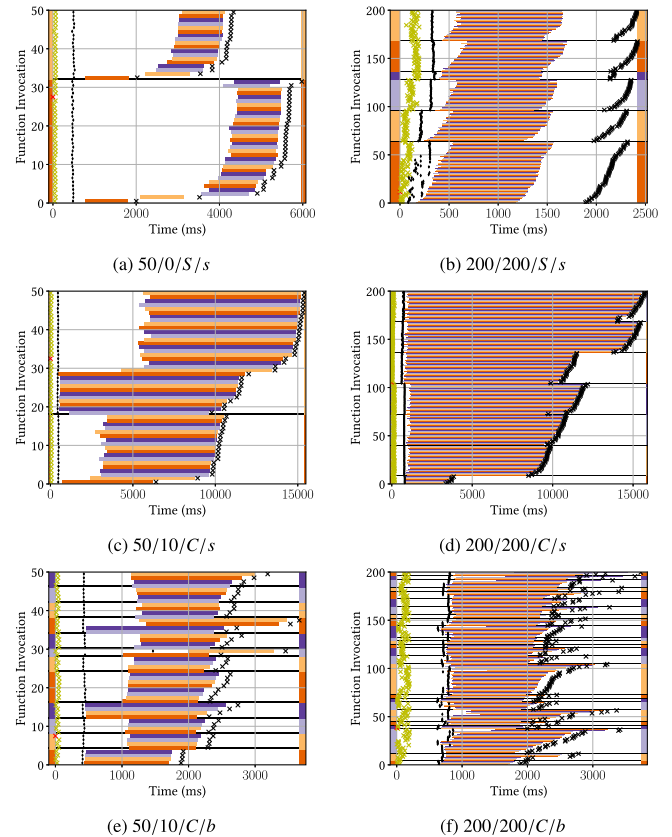 50
40
30
20
10
0
Function Invocation
0 2000 4000 6000
Time (ms)
(a) 50/0/S/s
200
150
100
50
0
Function Invocation
0 500 1000 1500 2000 2500
Time (ms)
(b) 200/200/S/s
50
40
30
20
10
0
Function Invocation
0 5000 10000 15000
Time (ms)
(c) 50/10/C/s
200
150
100
50
0
Function Invocation
0 5000 10000 15000
Time (ms)
(d) 200/200/C/s
50
40
30
20
10
0
Function Invocation
0 1000 2000 3000
Time (ms)
(e) 50/10/C/b
200
150
100
50
0
Function Invocation
0 1000 2000 3000
Time (ms)
(f) 200/200/C/b